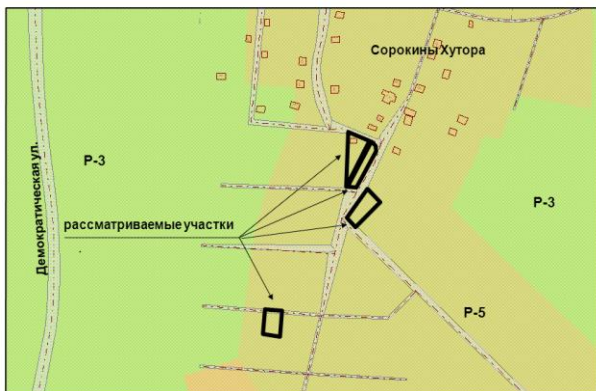 Сорокины Хутора
Р-3
Демократическая ул.
Р-3
рассматриваемые участки
Р-5